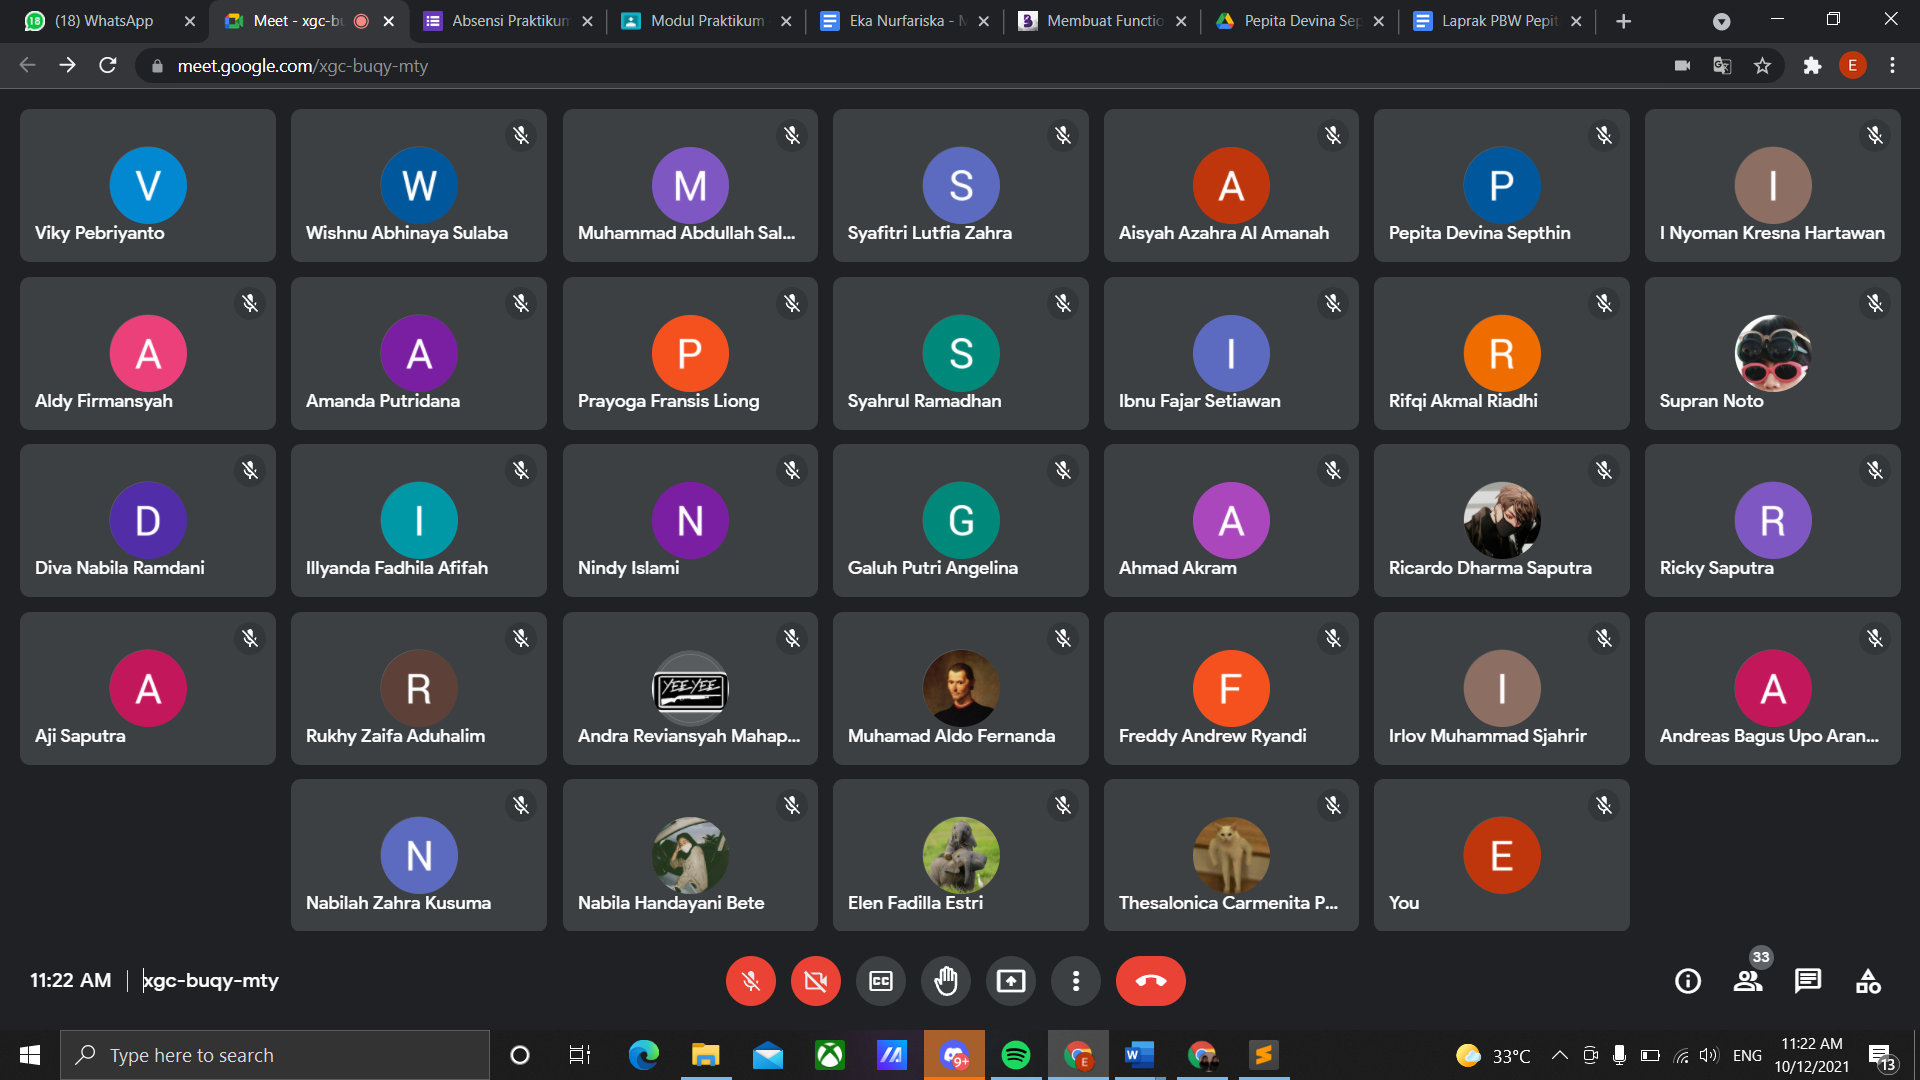 (18) WhatsApp
Meet - xgc-bu
Absensi Praktikum
Modul Praktikum
Eka Nurfariska - M
Membuat Functio
Pepita Devina Sep
Laprak PBW Pepit
meet.google.com/xgc-buqy-mty
E
V
W
M
S
A
P
I
Viky Pebriyanto
Wishnu Abhinaya Sulaba
Muhammad Abdullah Sal...
Syafitri Lutfia Zahra
Aisyah Azahra Al Amanah
Pepita Devina Septhin
I Nyoman Kresna Hartawan
A
A
P
S
I
R
Aldy Firmansyah
Amanda Putridana
Prayoga Fransis Liong
Syahrul Ramadhan
Ibnu Fajar Setiawan
Rifqi Akmal Riadhi
Supran Noto
D
I
N
G
A
R
Diva Nabila Ramdani
Illyanda Fadhila Afifah
Nindy Islami
Galuh Putri Angelina
Ahmad Akram
Ricardo Dharma Saputra
Ricky Saputra
A
R
YEE YEE
F
I
A
Aji Saputra
Rukhy Zaifa Aduhalim
Andra Reviansyah Mahap...
Muhamad Aldo Fernanda
Freddy Andrew Ryandi
Irlov Muhammad Sjahrir
Andreas Bagus Upo Aran...
N
E
Nabilah Zahra Kusuma
Nabila Handayani Bete
Elen Fadilla Estri
Thesalonica Carmenita P...
You
11:22 AM | xgc-buqy-mty
CC
33
Type here to search
9+
E
W
33°C
ENG
11:22 AM
10/12/2021
13